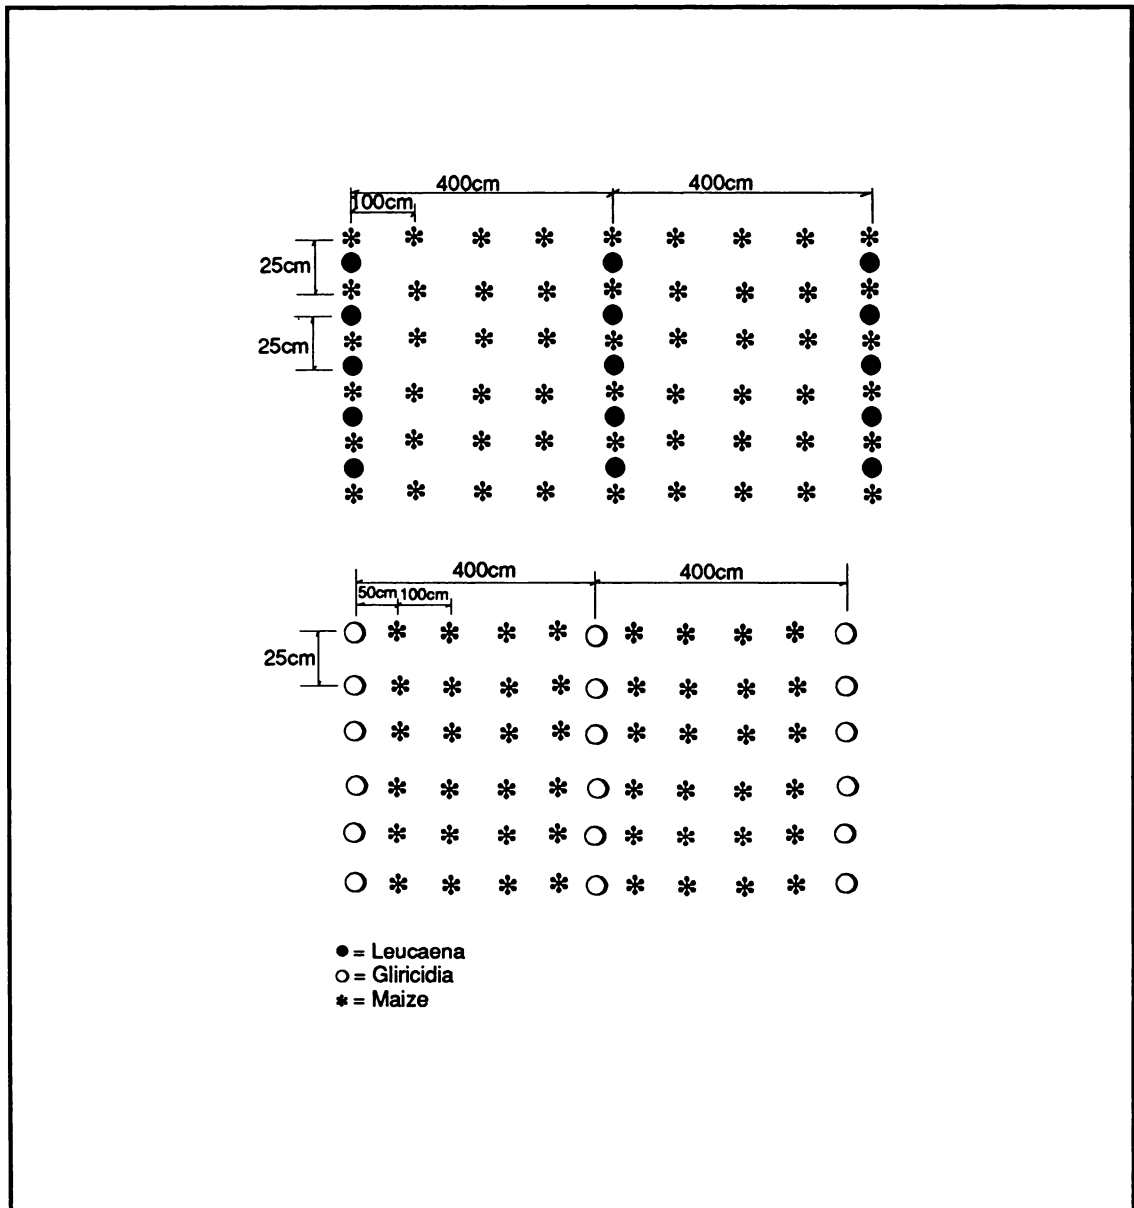 400cm 400cm
100cm
25cm
25cm
400cm 400cm
50cm 100cm
25cm
● = Leucaena
○ = Gliricidia
* = Maize